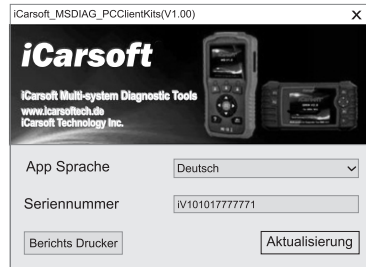 iCarsoft_MSDIAG_PCClientKits(V1.00)
iCarsoft
iCarsoft Multi-system Diagnostic Tools
www.icarsoftech.de
iCarsoft Technology Inc.
App Sprache
Deutsch
Seriennummer
iV101017777771
Berichts Drucker
Aktualisierung